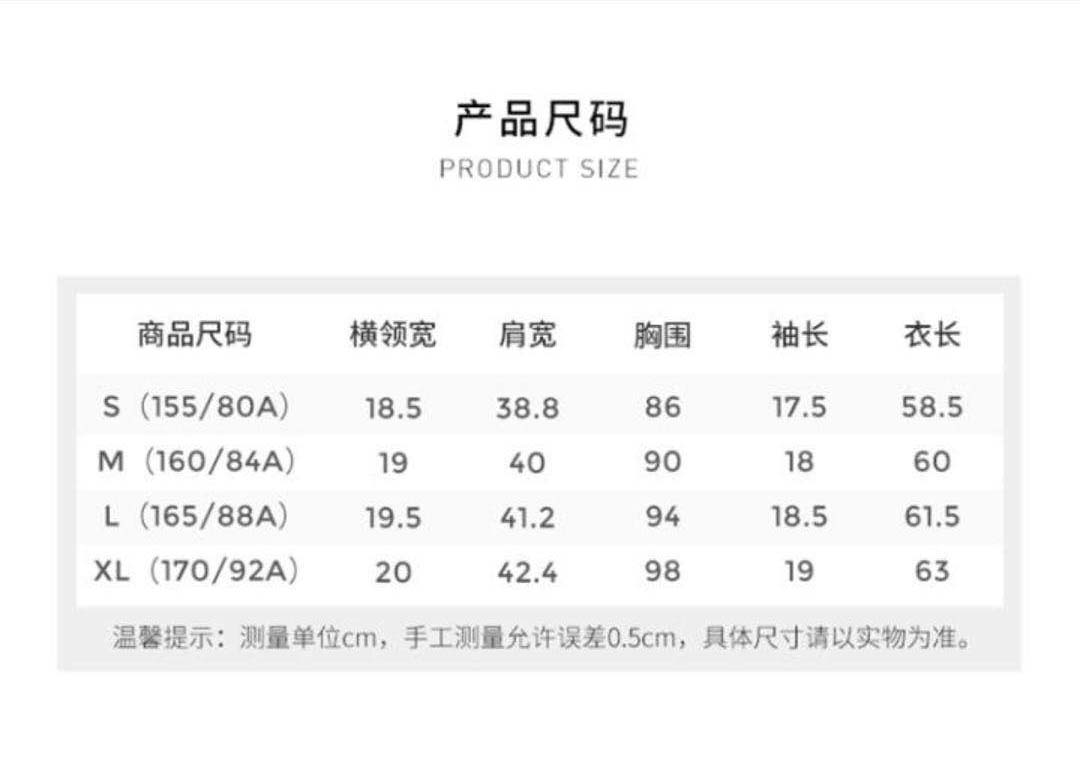 产品尺码
PRODUCT SIZE
商品尺码 横领宽 肩宽 胸围 袖长 衣长
S（155/80A） 18.5 38.8 86 17.5 58.5
M（160/84A） 19 40 90 18 60
L（165/88A） 19.5 41.2 94 18.5 61.5
XL（170/92A） 20 42.4 98 19 63
温馨提示：测量单位cm，手工测量允许误差0.5cm，具体尺寸请以实物为准。